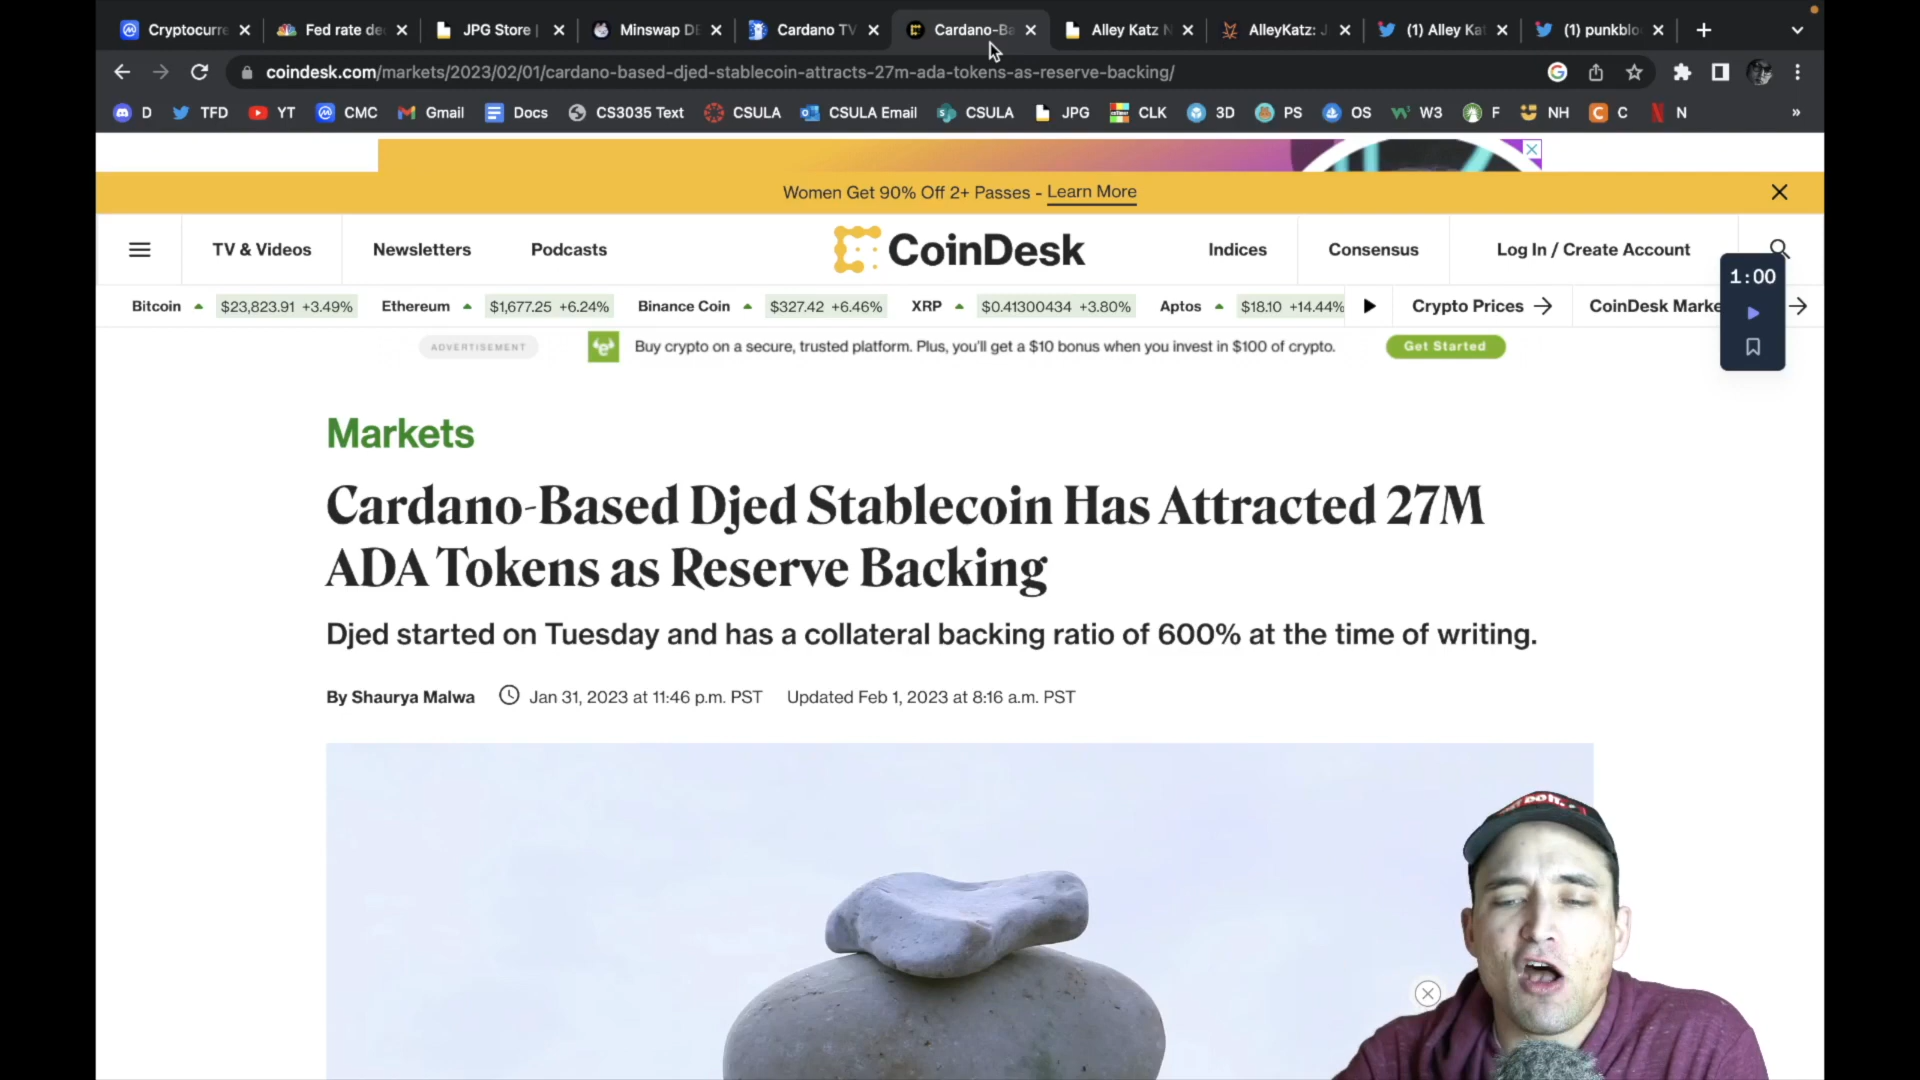 Cryptocurre
Fed rate de
JPG Store |
Minswap DE
Cardano TV
Cardano-Ba
Alley Katz N
AlleyKatz: J
(1) Alley Kat
(1) punkblo
coindesk.com/markets/2023/02/01/cardano-based-djed-stablecoin-attracts-27m-ada-tokens-as-reserve-backing/
D TFD YT CMC Gmail Docs CS3035 Text CSULA CSULA Email CSULA JPG CLK 3D PS OS W3 F NH C N »
Women Get 90% Off 2+ Passes - Learn More
TV & Videos Newsletters Podcasts CoinDesk Indices Consensus Log In / Create Account
1:00
Bitcoin $23,823.91 +3.49% Ethereum $1,677.25 +6.24% Binance Coin $327.42 +6.46% XRP $0.41300434 +3.80% Aptos $18.10 +14.44% Crypto Prices CoinDesk Marke
ADVERTISEMENT Buy crypto on a secure, trusted platform. Plus, you'll get a $10 bonus when you invest in $100 of crypto. Get Started
Markets
Cardano-Based Djed Stablecoin Has Attracted 27M
ADA Tokens as Reserve Backing
Djed started on Tuesday and has a collateral backing ratio of 600% at the time of writing.
By Shaurya Malwa Jan 31, 2023 at 11:46 p.m. PST Updated Feb 1, 2023 at 8:16 a.m. PST